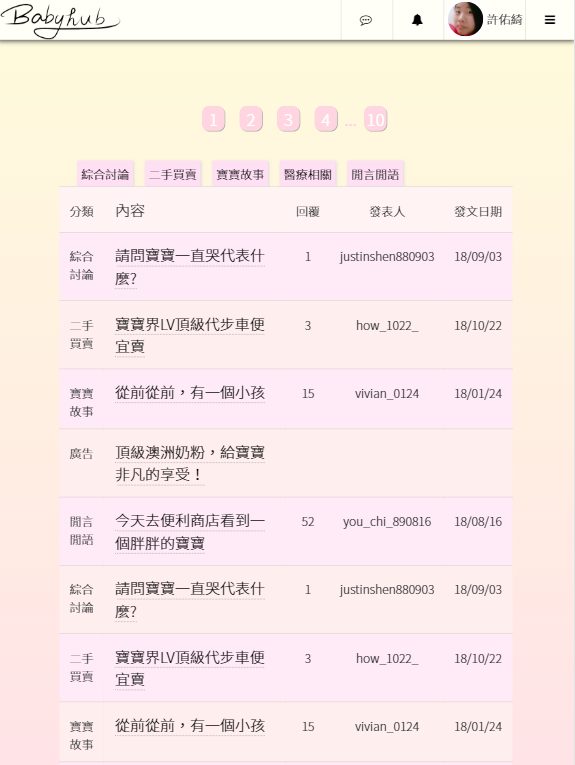 Babyhub
許佑綺
1 2 3 4 ... 10
綜合討論 二手買賣 寶寶故事 醫療相關 閒言閒語
分類 內容 回覆 發表人 發文日期
綜合 請問寶寶一直哭代表什 1 justinshen880903 18/09/03
討論 麼?
二手 寶寶界LV頂級代步車便 3 how_1022_ 18/10/22
買賣 宜賣
寶寶 從前從前，有一個小孩 15 vivian_0124 18/01/24
故事
廣告 頂級澳洲奶粉，給寶寶
非凡的享受！
閒言 今天去便利商店看到一 52 you_chi_890816 18/08/16
閒語 個胖胖的寶寶
綜合 請問寶寶一直哭代表什 1 justinshen880903 18/09/03
討論 麼?
二手 寶寶界LV頂級代步車便 3 how_1022_ 18/10/22
買賣 宜賣
寶寶 從前從前，有一個小孩 15 vivian_0124 18/01/24
故事